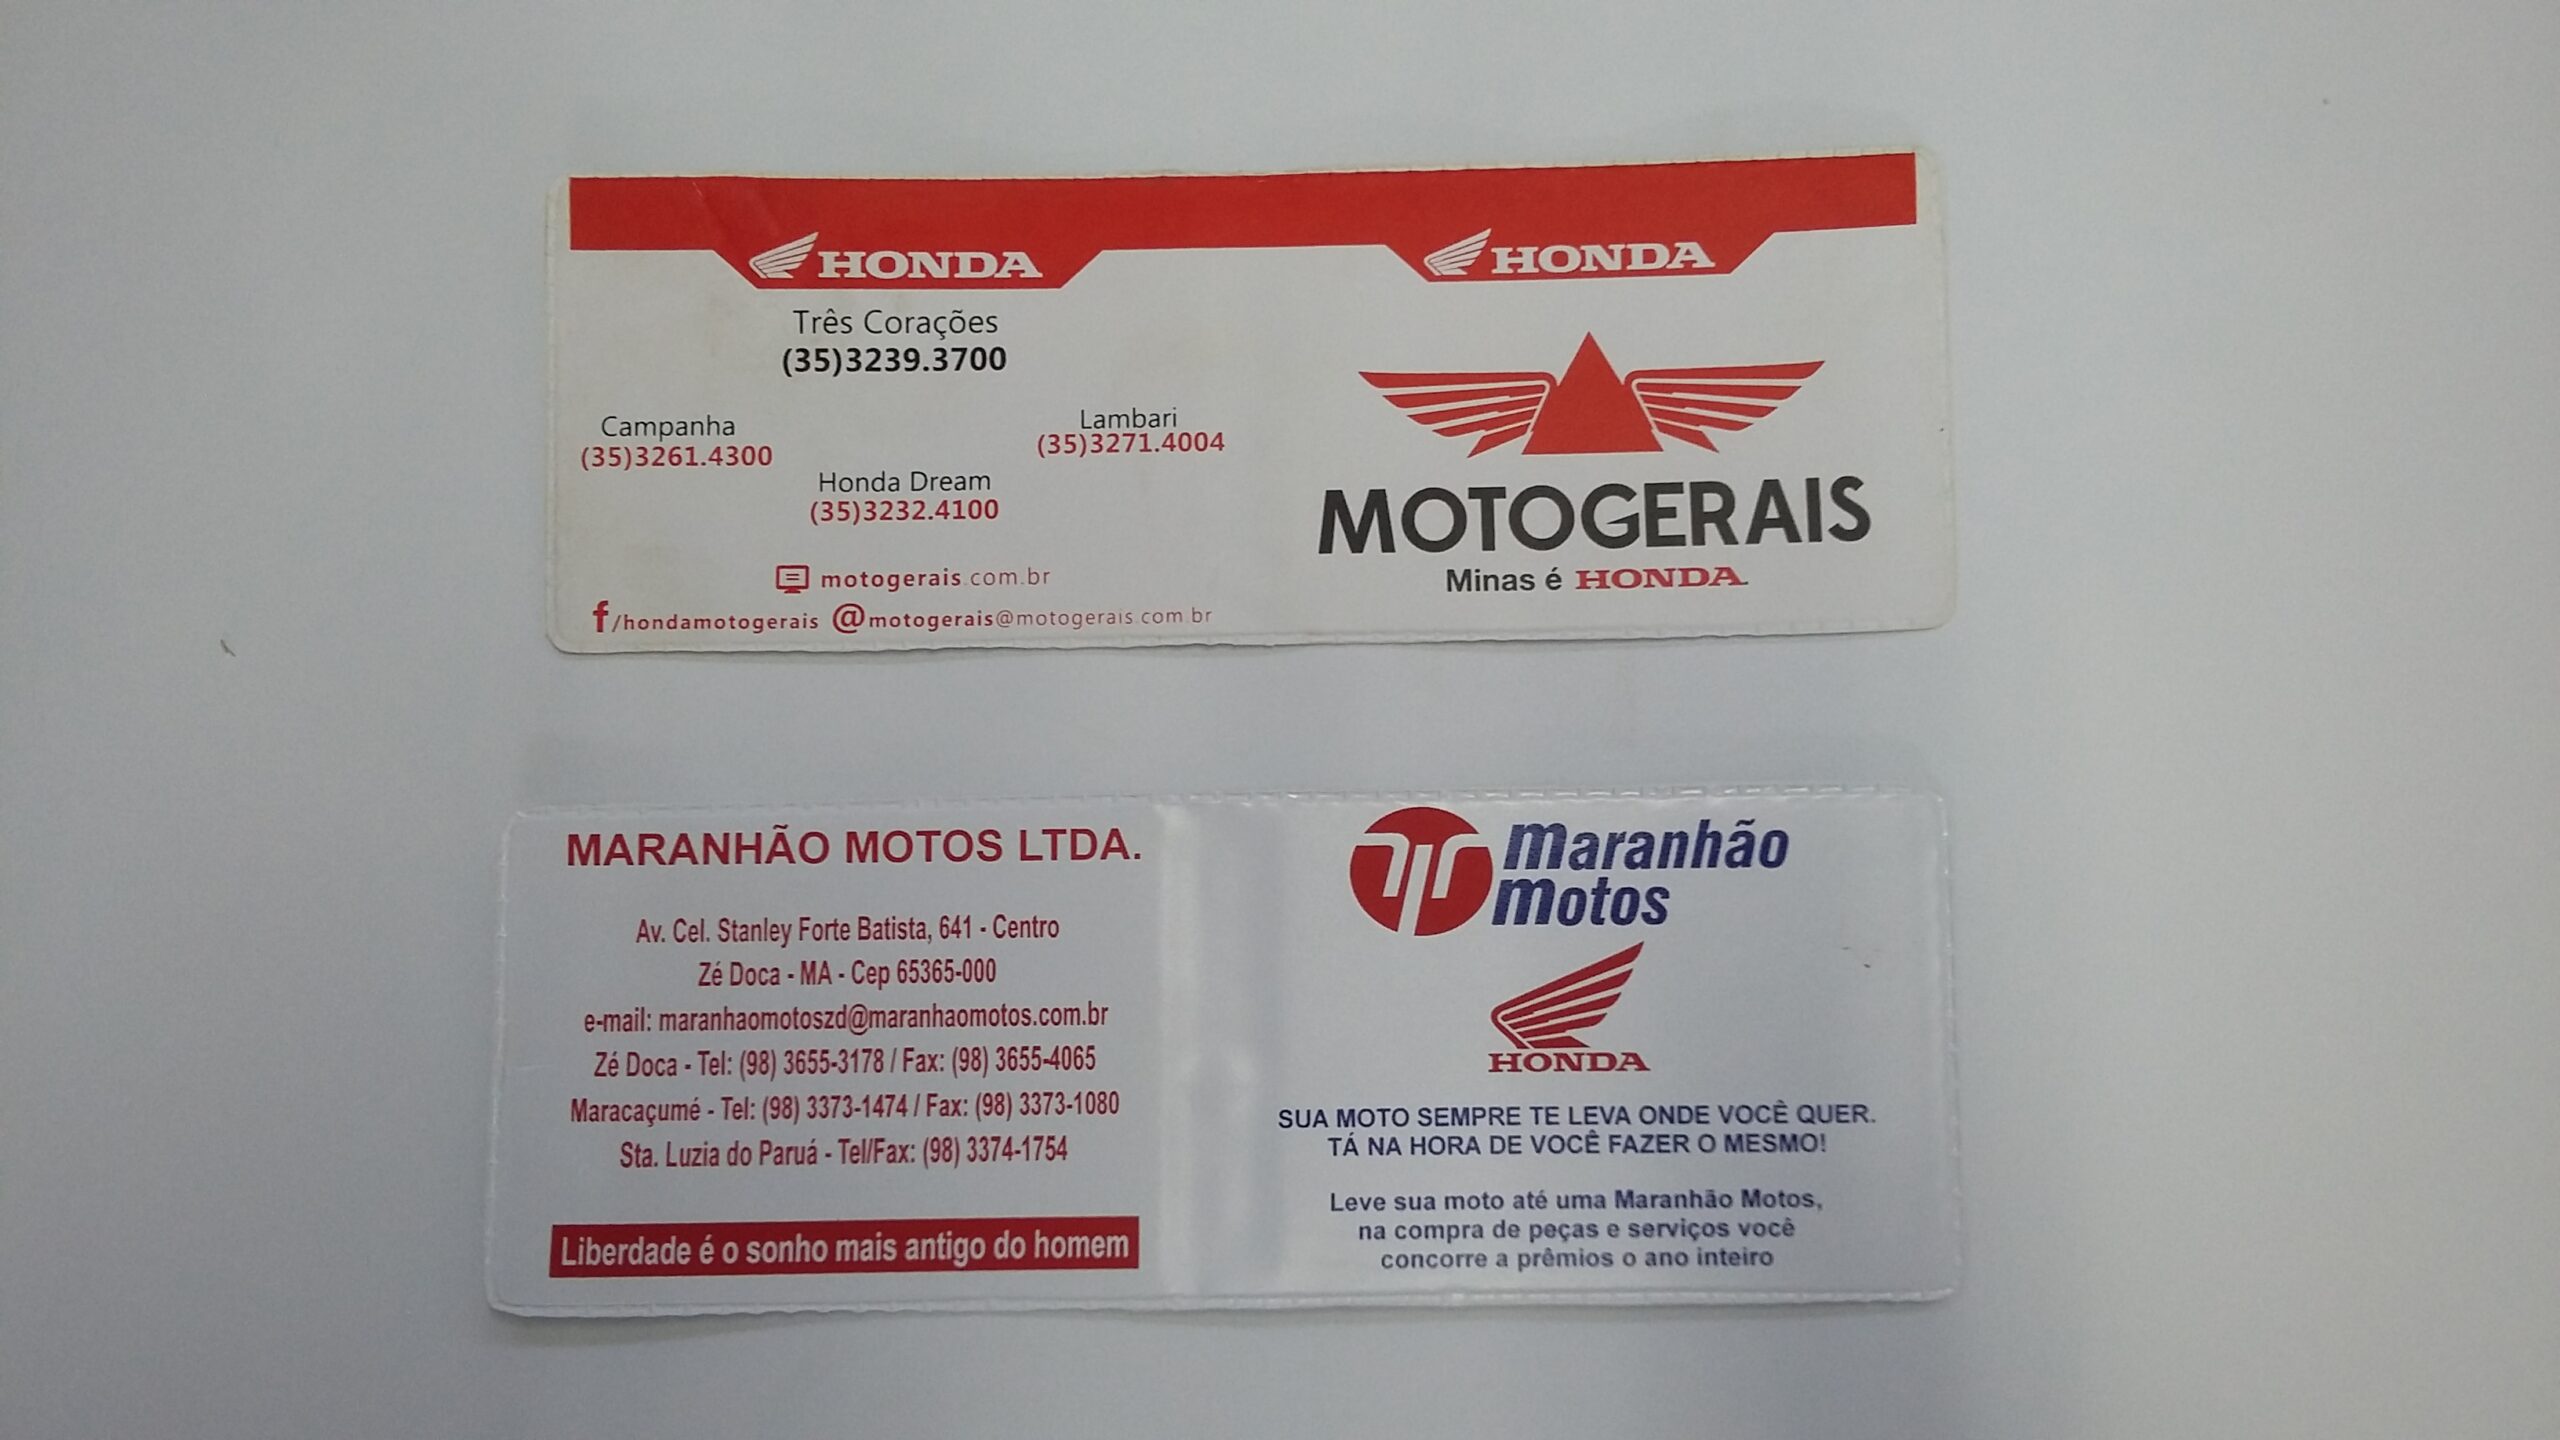 HONDA
Três Corações
(35)3239.3700
Campanha
(35)3261.4300
Lambari
(35)3271.4004
Honda Dream
(35)3232.4100
motogerais.com.br
f/hondamotogerais @motogerais@motogerais.com.br
HONDA
MOTOGERAIS
Minas é HONDA
MARANHÃO MOTOS LTDA.
Av. Cel. Stanley Forte Batista, 641 - Centro
Zé Doca - MA - Cep 65365-000
e-mail: maranhaomotoszd@maranhaomotos.com.br
Zé Doca - Tel: (98) 3655-3178 / Fax: (98) 3655-4065
Maracaçumé - Tel: (98) 3373-1474 / Fax: (98) 3373-1080
Sta. Luzia do Paruá - Tel/Fax: (98) 3374-1754
Liberdade é o sonho mais antigo do homem
maranhão
motos
HONDA
SUA MOTO SEMPRE TE LEVA ONDE VOCÊ QUER.
TÁ NA HORA DE VOCÊ FAZER O MESMO!
Leve sua moto até uma Maranhão Motos,
na compra de peças e serviços você
concorre a prêmios o ano inteiro